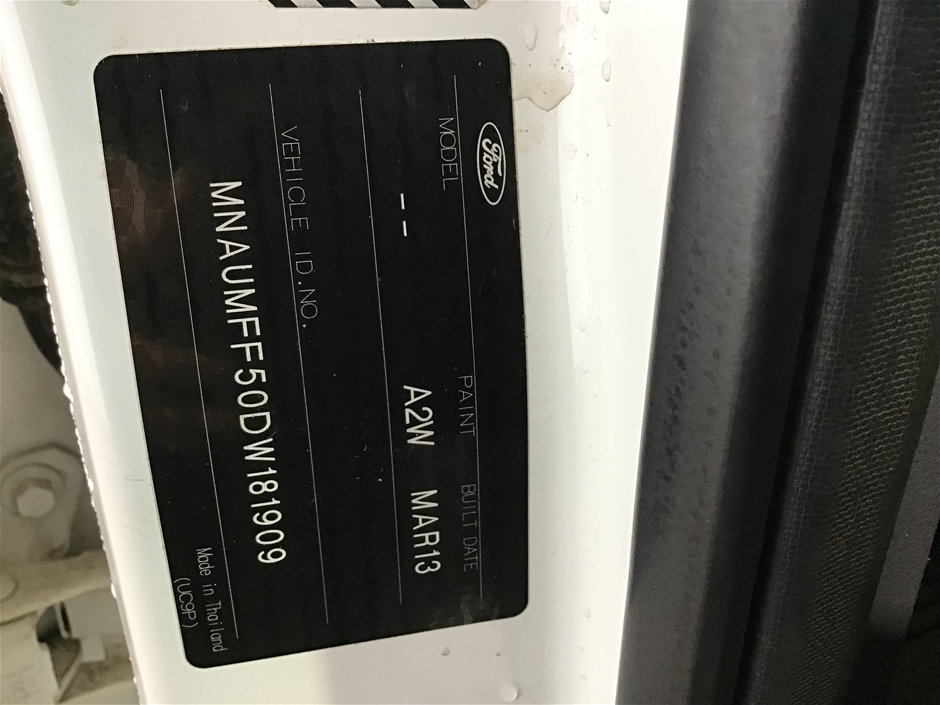 Ford
MODEL PAINT BUILT DATE
-- A2W MAR13
VEHICLE ID.NO.
MNAUMFF50DW181909
Made in Thailand
(UC9P)